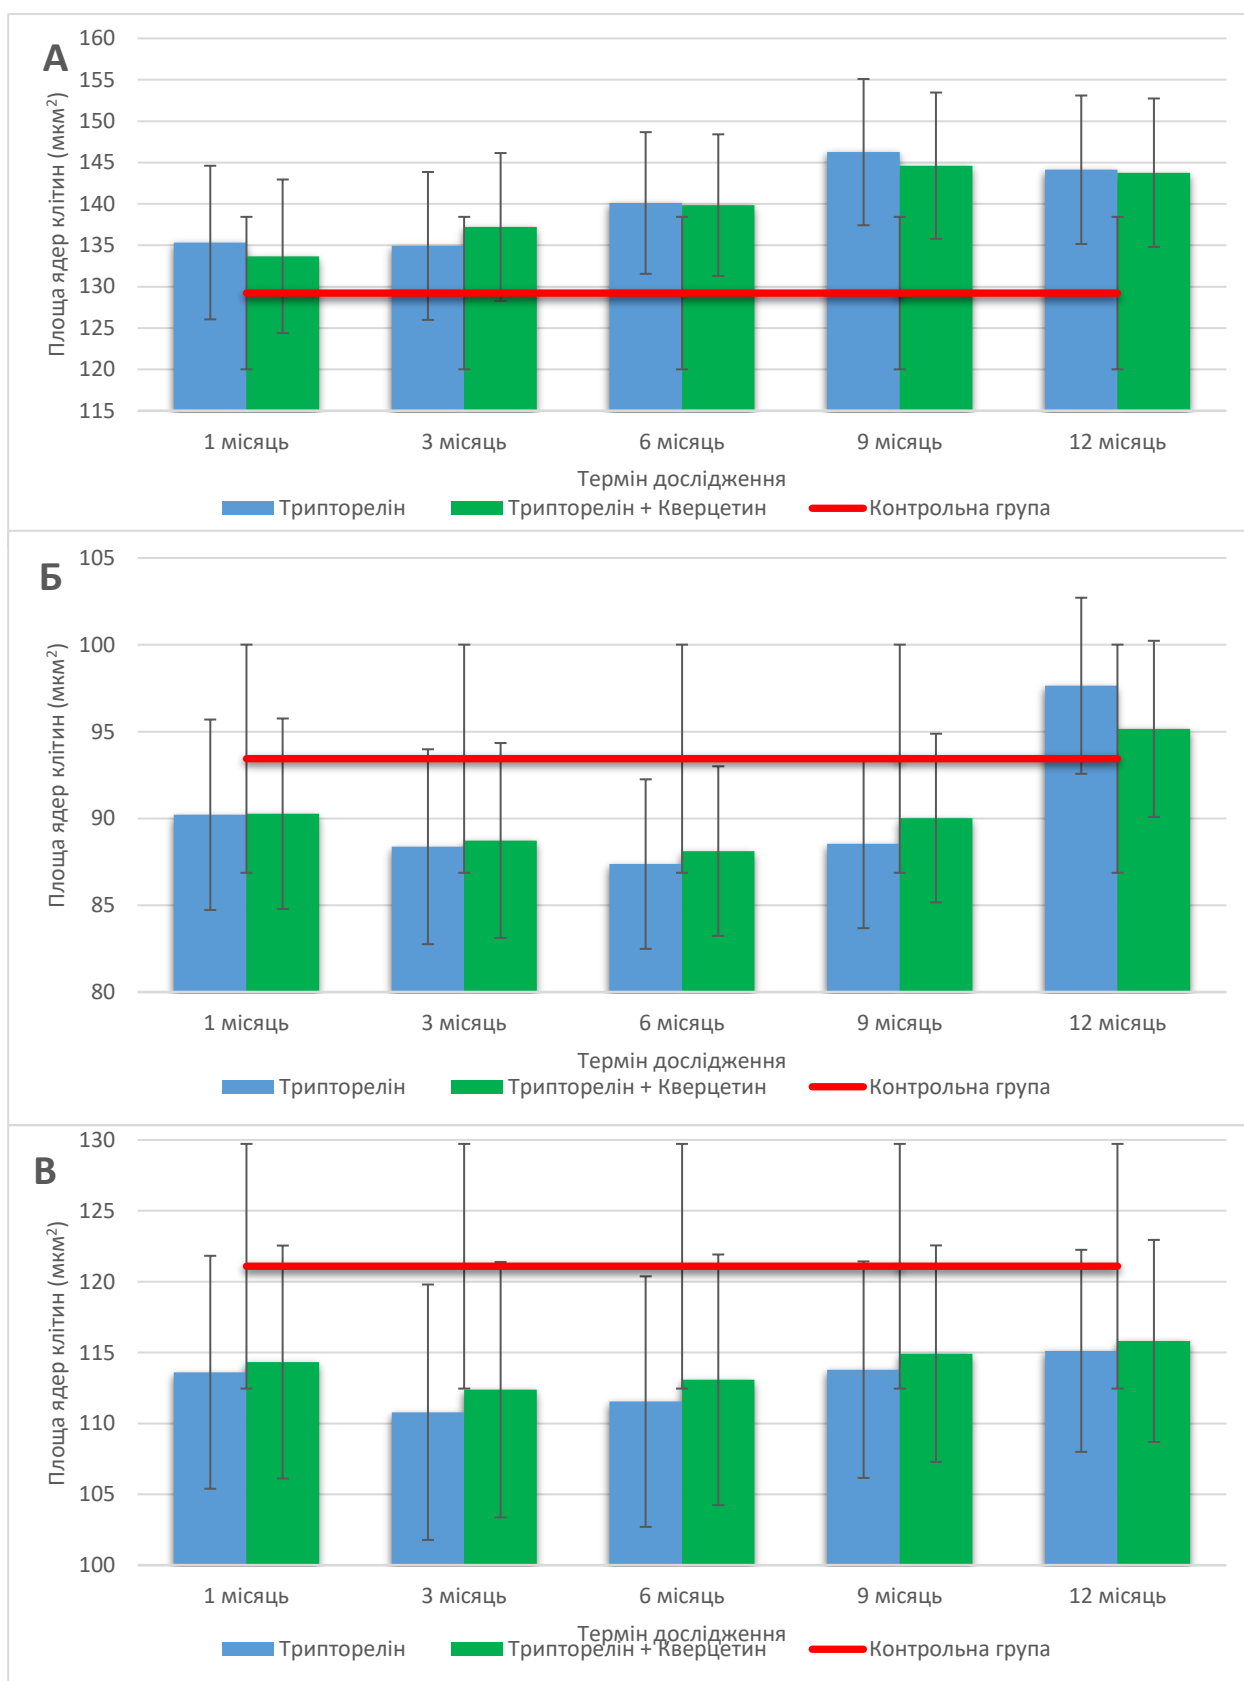 А
Площа ядер клітин (мкм²)
160
155
150
145
140
135
130
125
120
115
1 місяць 3 місяць 6 місяць 9 місяць 12 місяць
Термін дослідження
Трипторелін Трипторелін + Кверцетин Контрольна група
Б
Площа ядер клітин (мкм²)
105
100
95
90
85
80
1 місяць 3 місяць 6 місяць 9 місяць 12 місяць
Термін дослідження
Трипторелін Трипторелін + Кверцетин Контрольна група
В
Площа ядер клітин (мкм²)
130
125
120
115
110
105
100
1 місяць 3 місяць 6 місяць 9 місяць 12 місяць
Термін дослідження
Трипторелін Трипторелін + Кверцетин Контрольна група